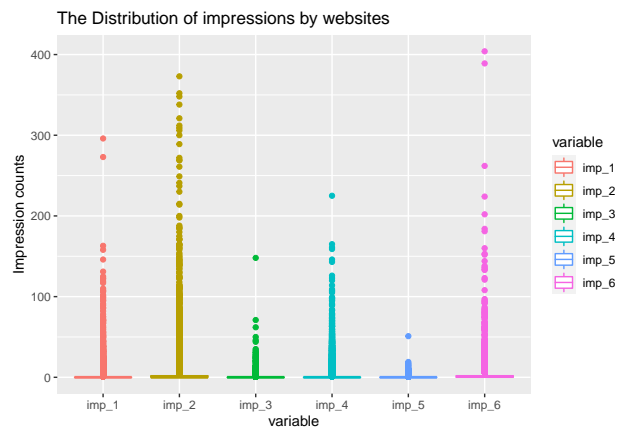 The Distribution of impressions by websites
Impression counts
400
300
200
100
0
imp_1 imp_2 imp_3 imp_4 imp_5 imp_6
variable
variable
imp_1
imp_2
imp_3
imp_4
imp_5
imp_6